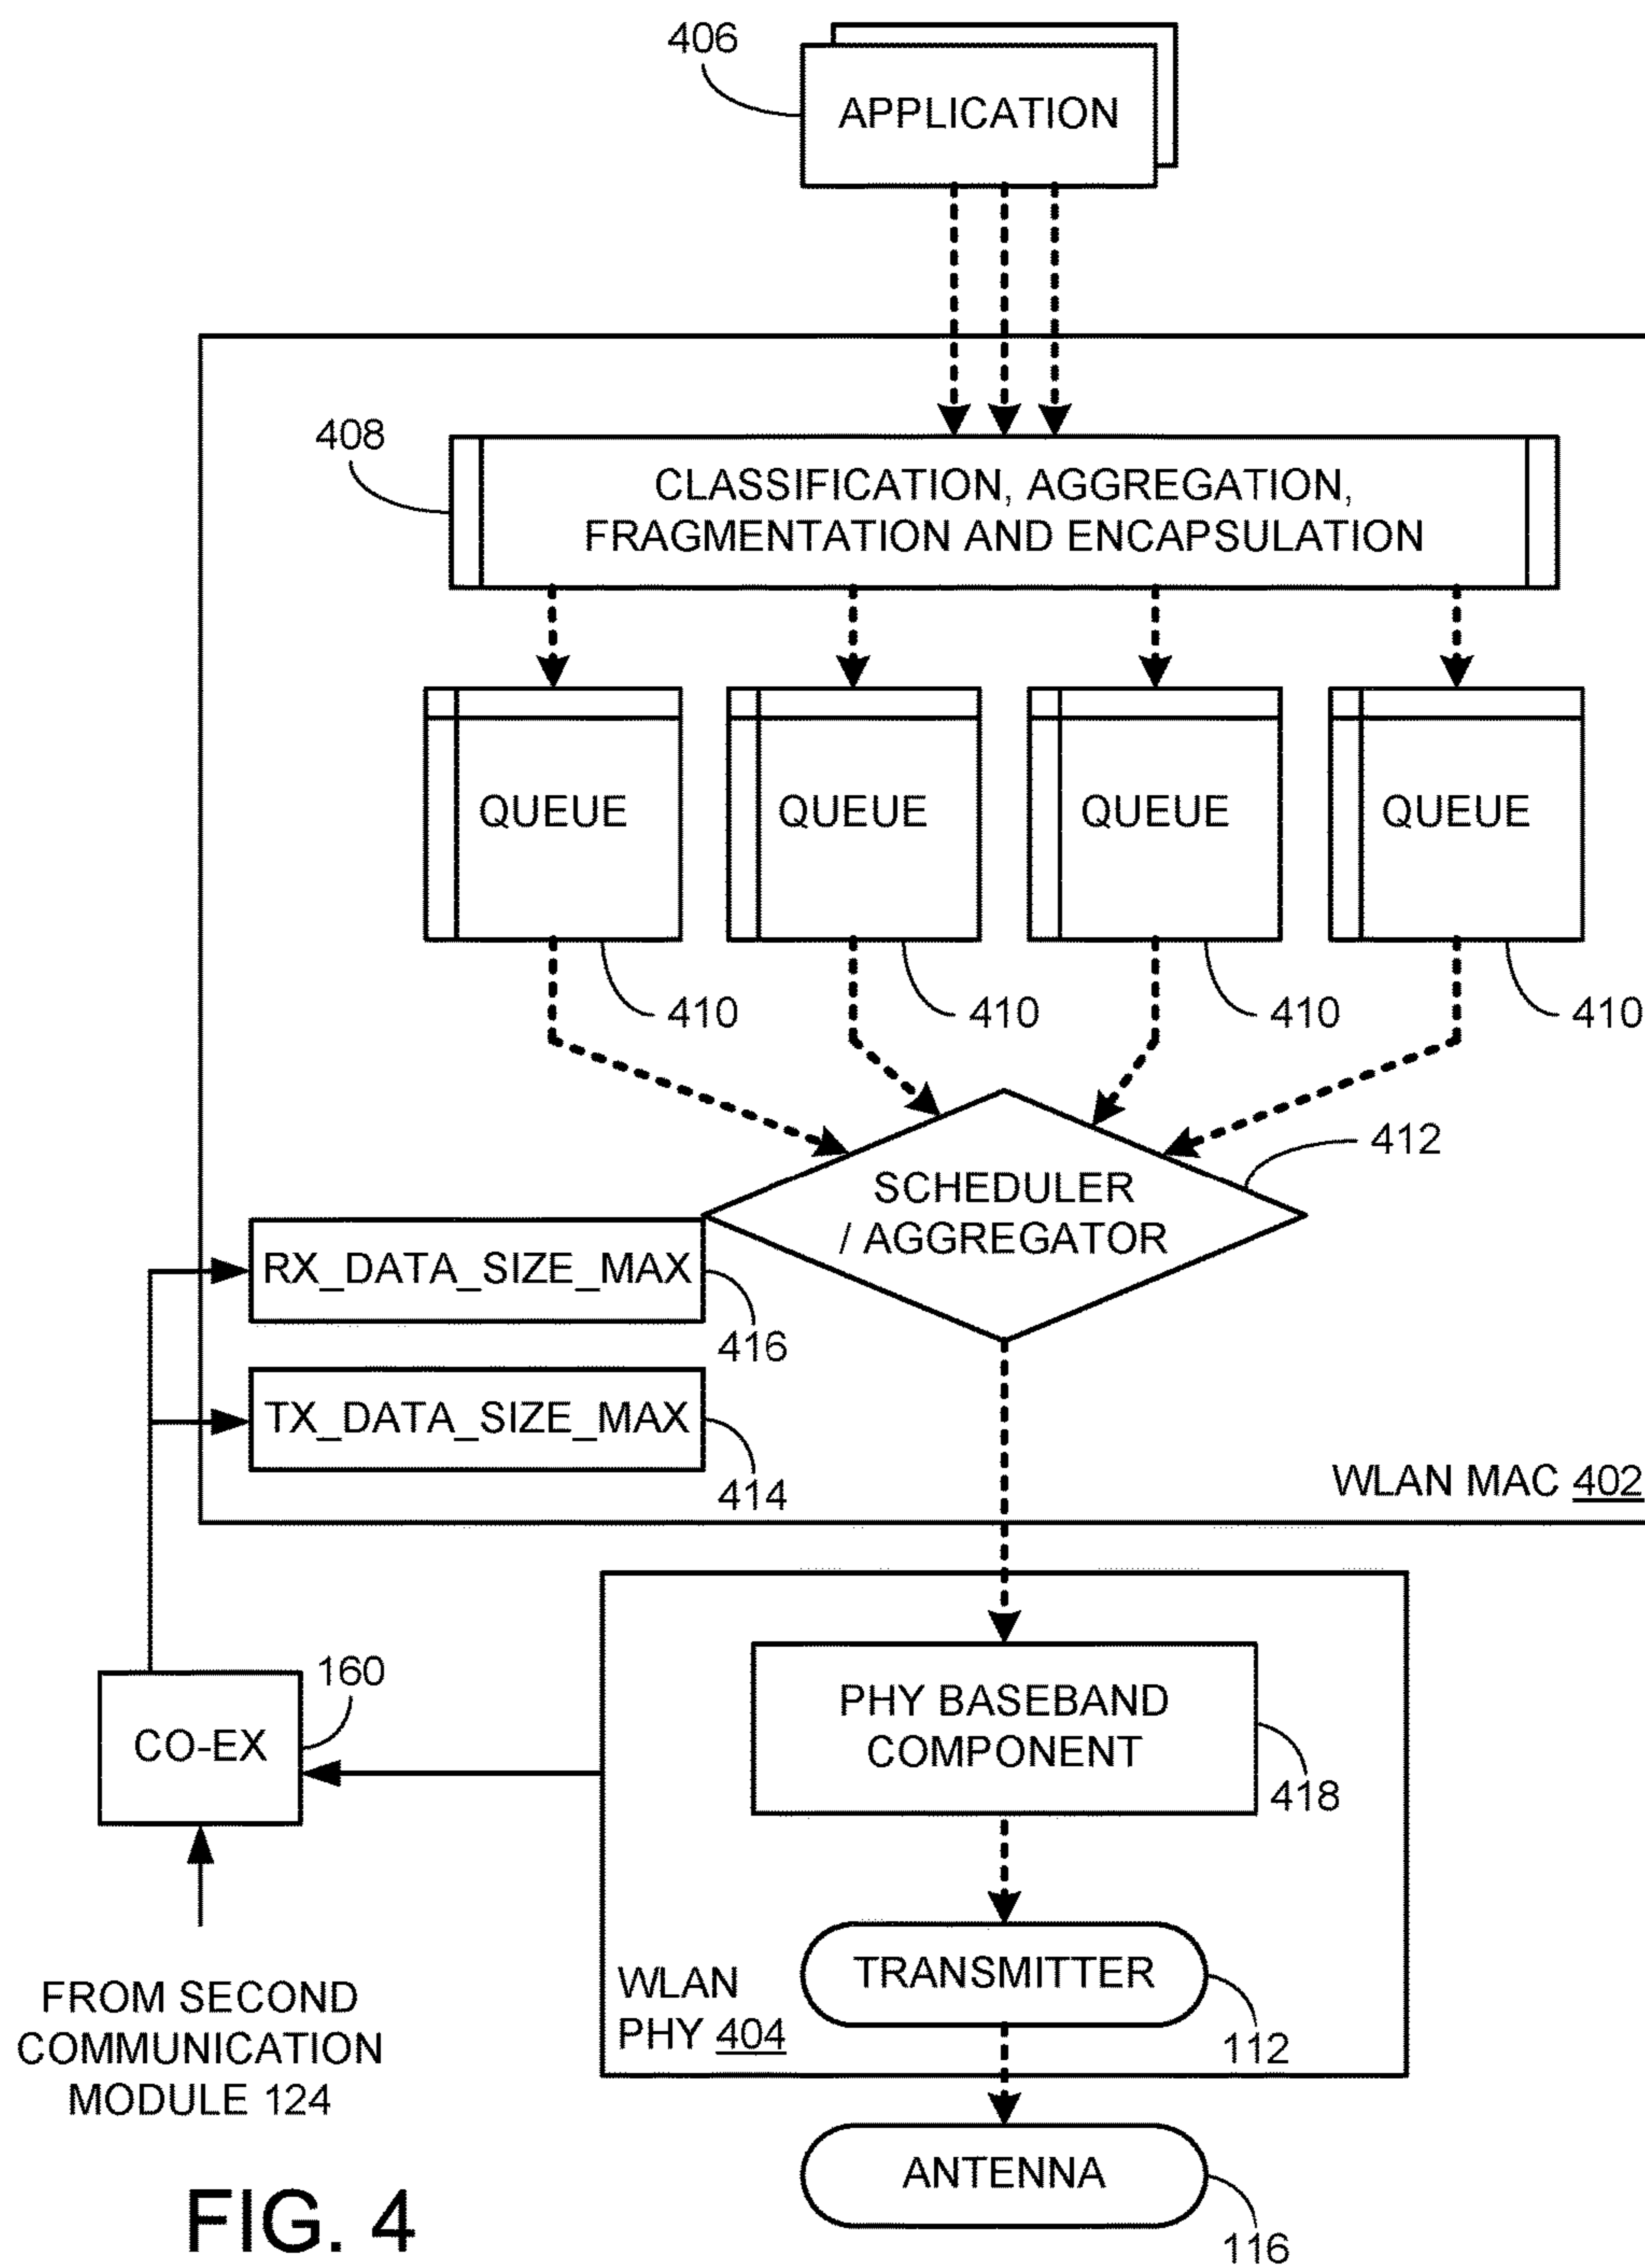 406
APPLICATION
408
CLASSIFICATION, AGGREGATION,
FRAGMENTATION AND ENCAPSULATION
QUEUE
QUEUE
QUEUE
QUEUE
410
410
410
410
412
SCHEDULER
/ AGGREGATOR
RX_DATA_SIZE_MAX
416
TX_DATA_SIZE_MAX
414
WLAN MAC 402
160
CO-EX
PHY BASEBAND
COMPONENT
418
FROM SECOND
COMMUNICATION
MODULE 124
WLAN
PHY 404
TRANSMITTER
112
ANTENNA
116
FIG. 4